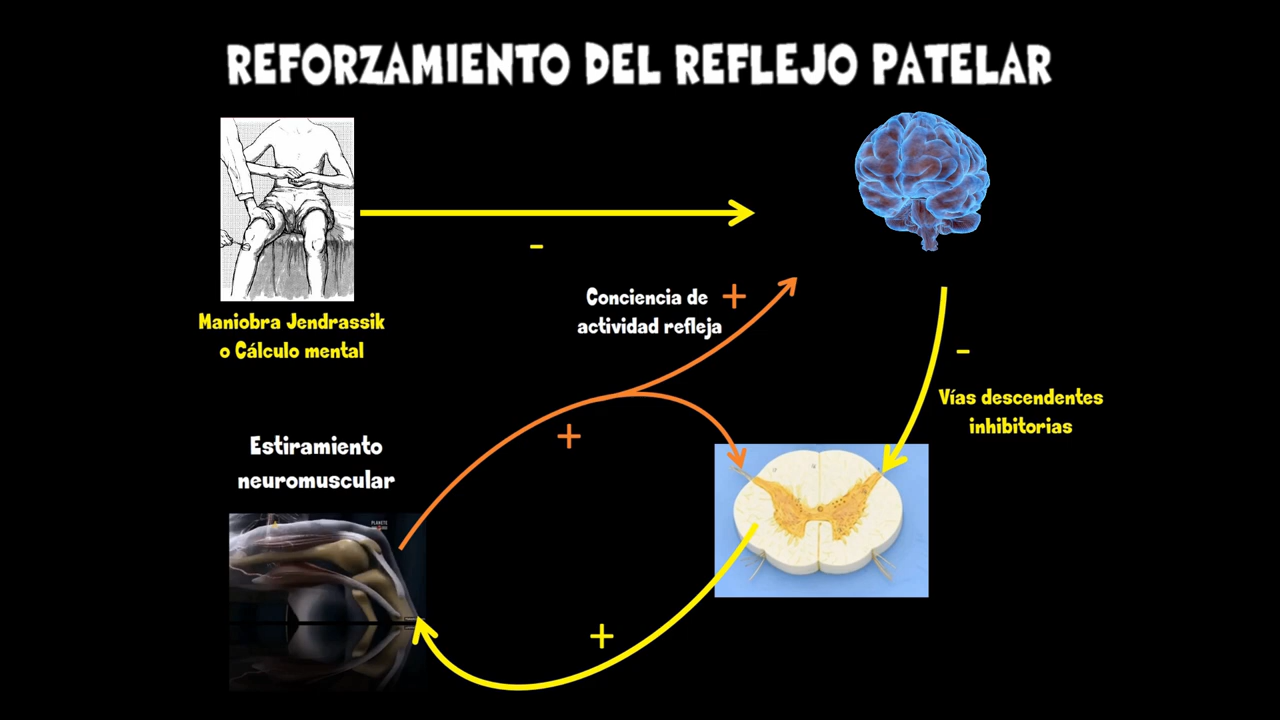 REFORZAMIENTO DEL REFLEJO PATELAR
-
Conciencia de +
actividad refleja
Maniobra Jendrassik
o Cálculo mental
-
Vías descendentes
inhibitorias
+
Estiramiento
neuromuscular
+